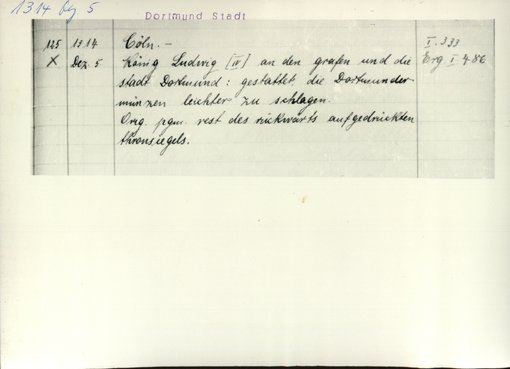 1314 Dez 5
Dortmund Stadt
125 1314 Cöln. — I. 333
X Dez. 5 König Ludwig [IV] an den grafen und die Erg I 486
stadt Dortmund: gestattet, die Dortmunder
münzen leichter zu schlagen.
Orig. pgm. rest des rückwärts aufgedrückten
thronsiegels.